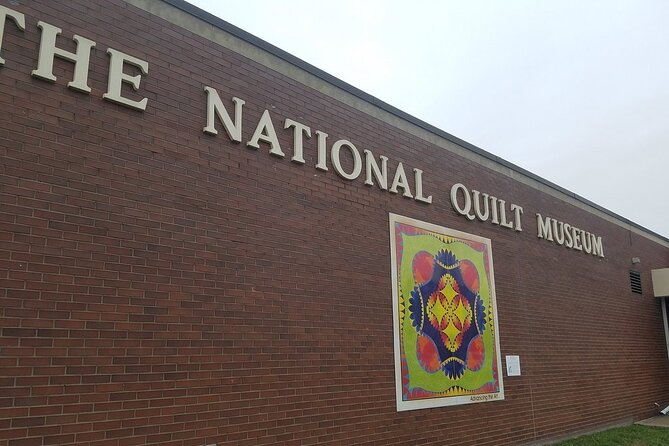 THE NATIONAL QUILT MUSEUM
Advancing the Art